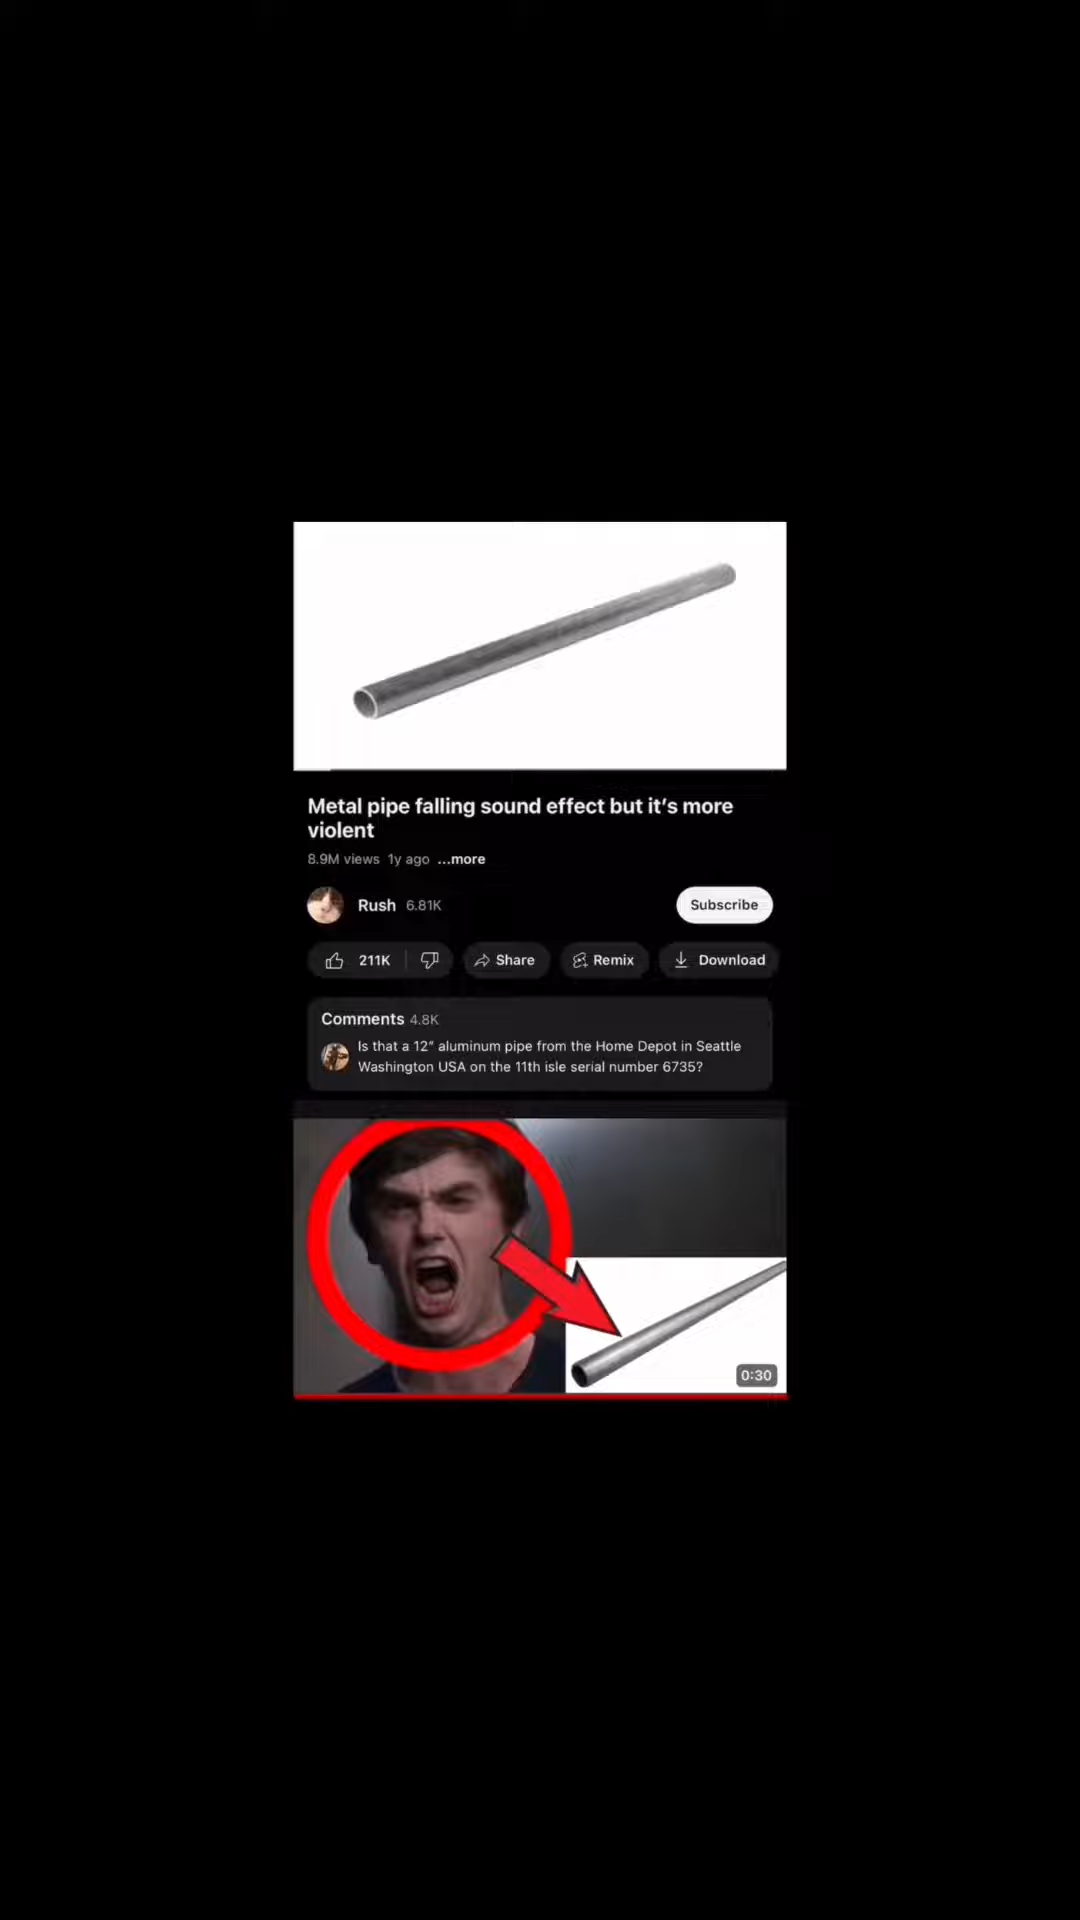 Metal pipe falling sound effect but it’s more
violent
8.9M views 1y ago ...more
Rush 6.81K
Subscribe
211K
Share
Remix
Download
Comments 4.8K
Is that a 12” aluminum pipe from the Home Depot in Seattle
Washington USA on the 11th isle serial number 6735?
0:30